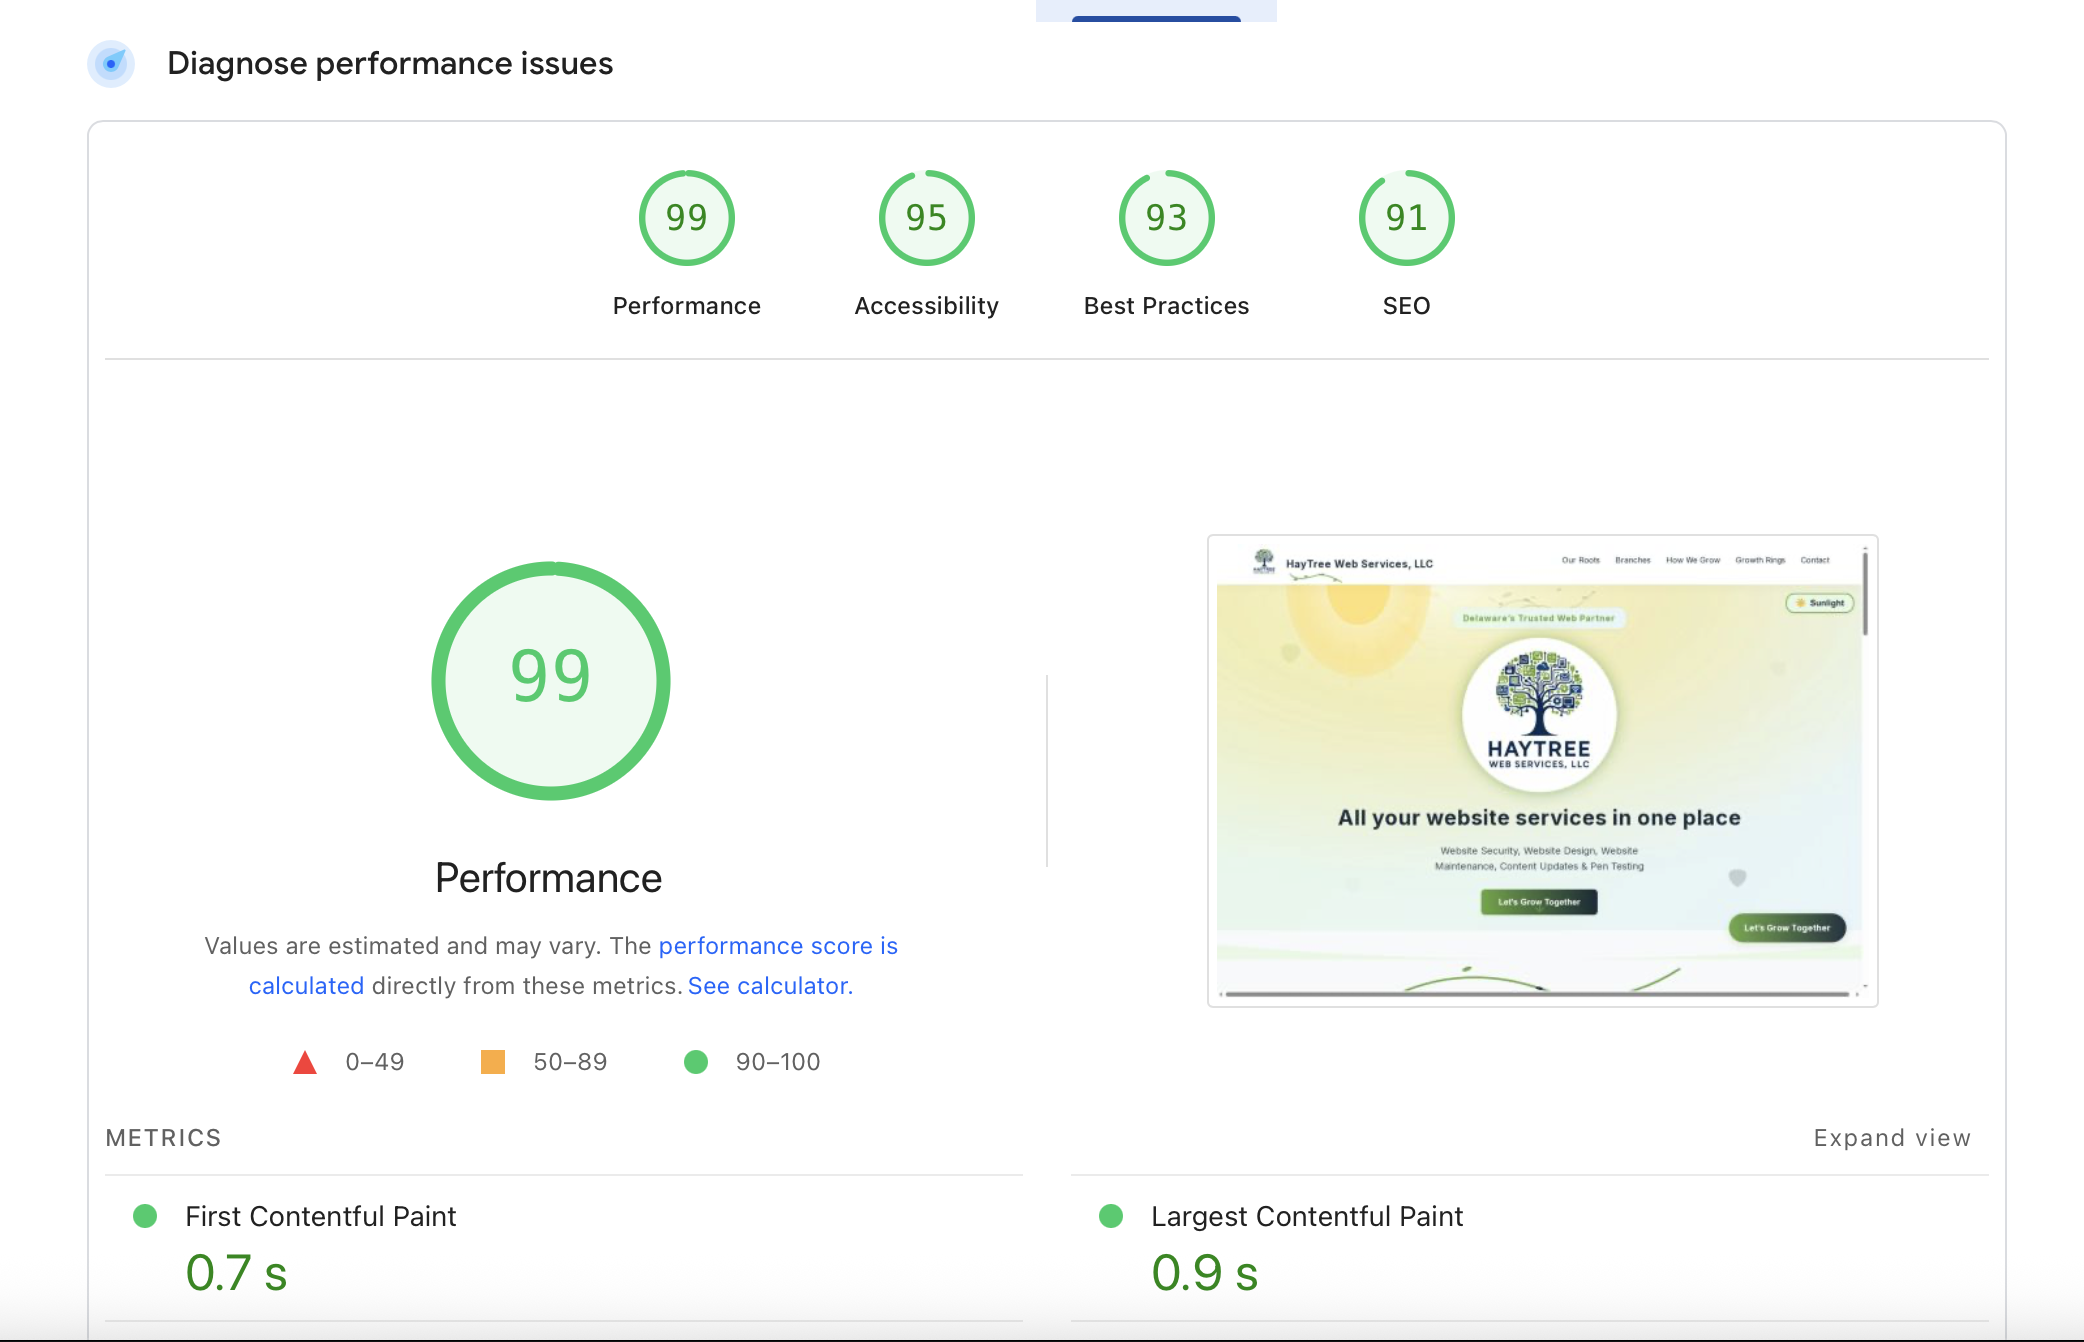 Diagnose performance issues
99
95
93
91
Performance
Accessibility
Best Practices
SEO
99
Performance
Values are estimated and may vary. The performance score is
calculated directly from these metrics. See calculator.
0–49
50–89
90–100
HayTree Web Services, LLC
Our Roots
Branches
How We Grow
Growth Rings
Contact
Sunlight
Delaware's Trusted Web Partner
HAYTREE
WEB SERVICES, LLC
All your website services in one place
Website Security, Website Design, Website
Maintenance, Content Updates & Pen Testing
Let's Grow Together
Let's Grow Together
METRICS
Expand view
First Contentful Paint
0.7 s
Largest Contentful Paint
0.9 s